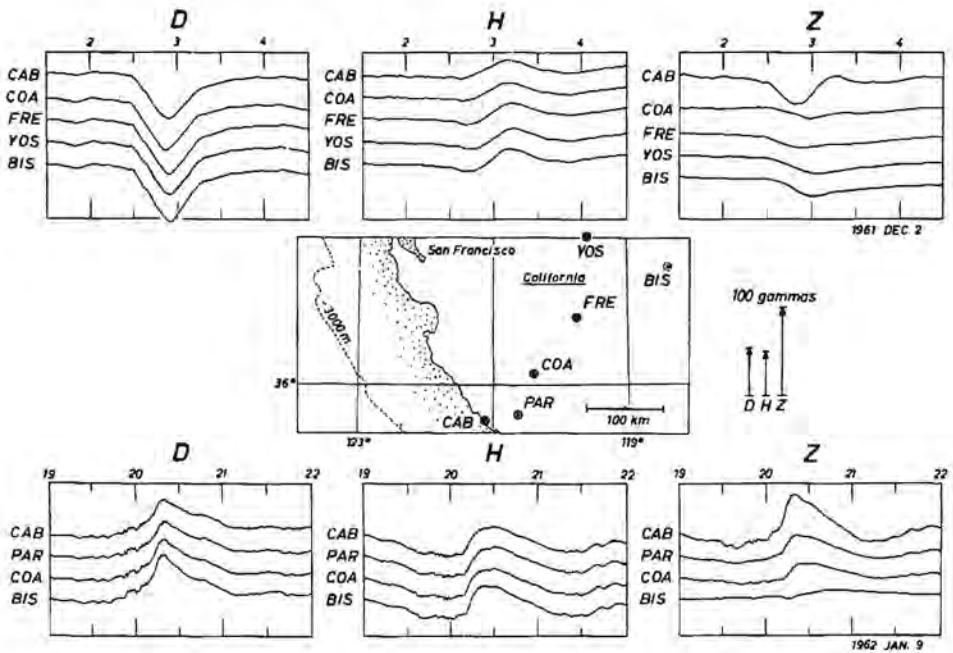 D H Z
2 3 4 2 3 4 2 3 4
CAB CAB CAB
COA COA COA
FRE FRE FRE
YOS YOS YOS
BIS BIS BIS
1961 DEC. 2
San Francisco
YOS
California
BIS
100 gammas
3000 m.
FRE
COA
36°
PAR
D H Z
CAB
100 km
123° 119°
D H Z
19 20 21 22 19 20 21 22 19 20 21 22
CAB CAB CAB
PAR PAR PAR
COA COA COA
BIS BIS BIS
1962 JAN. 9